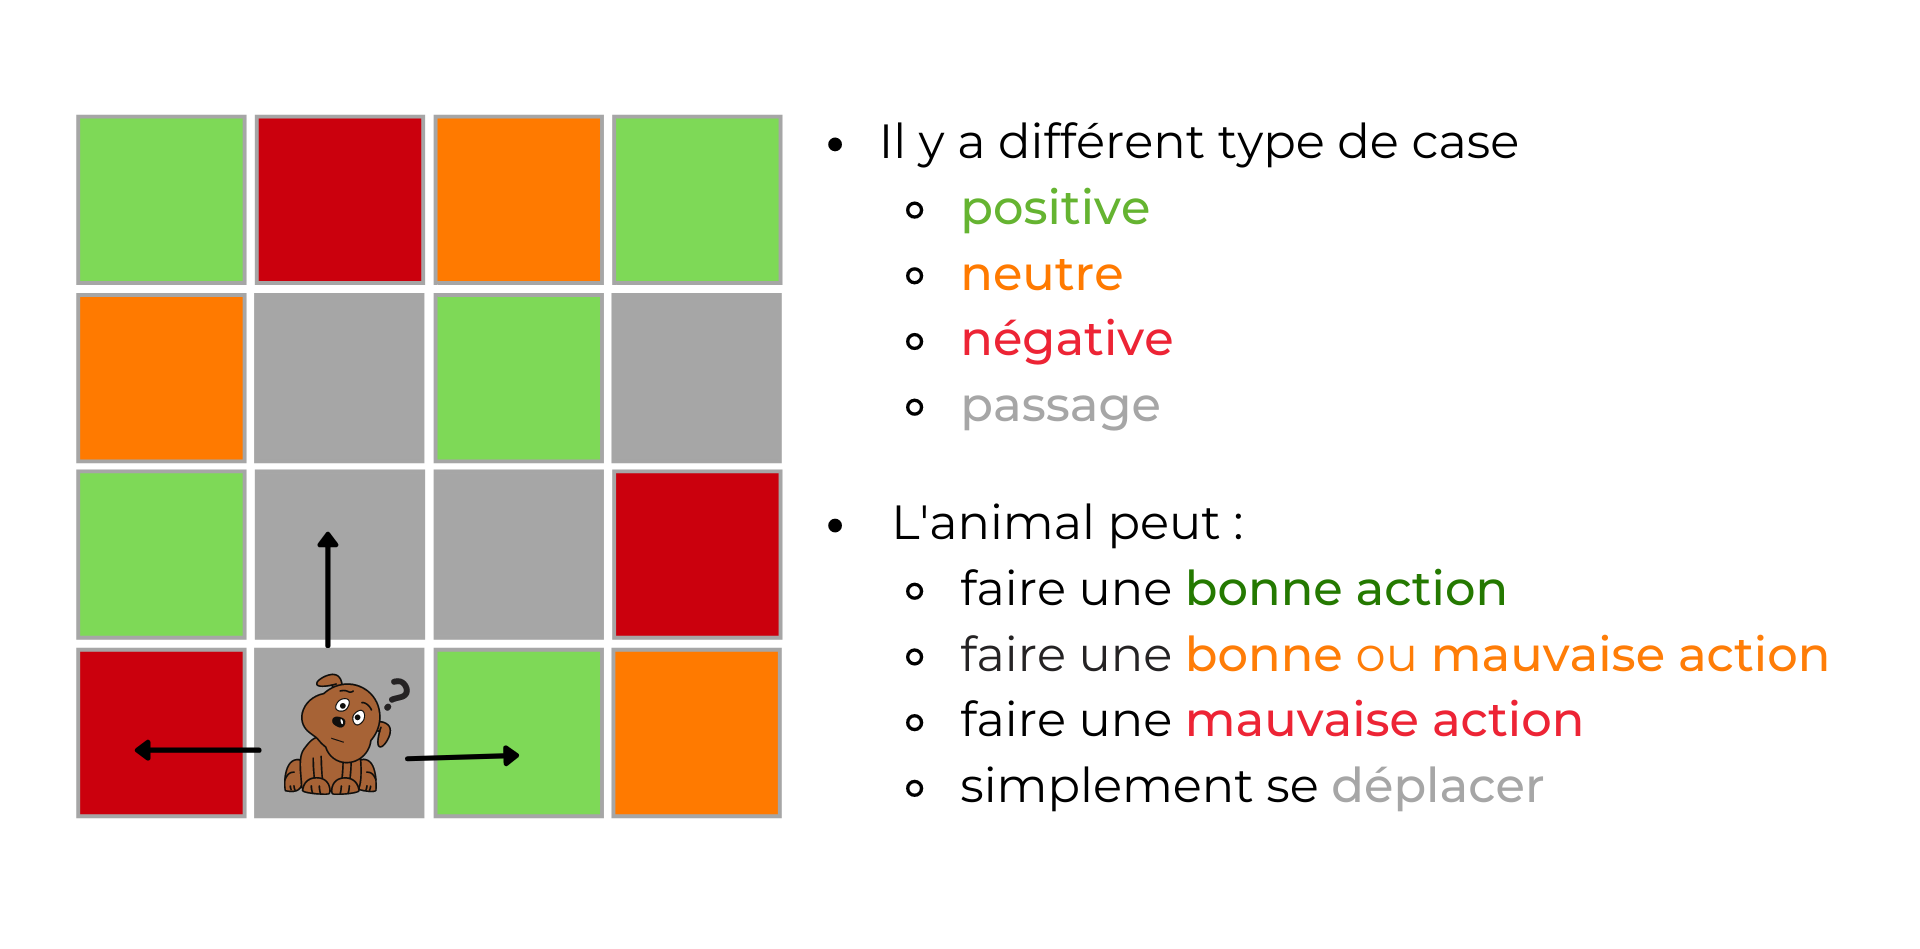 Il y a différent type de case
positive
neutre
négative
passage
L'animal peut :
faire une bonne action
faire une bonne ou mauvaise action
faire une mauvaise action
simplement se déplacer
?